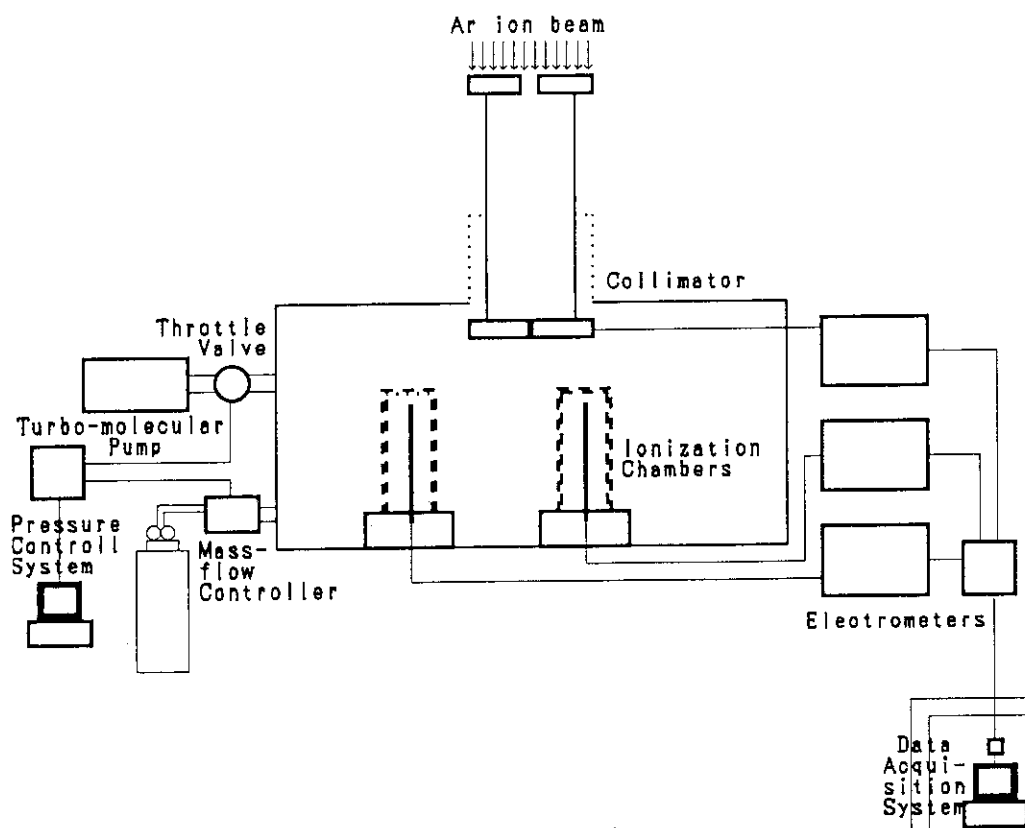 Ar ion beam
Collimator
Throttle
Valve
Turbo-molecular
Pump
Ionization
Chambers
Pressure
Controll
System
Mass-
flow
Controller
Electrometers
Data
Acqui-
sition
System